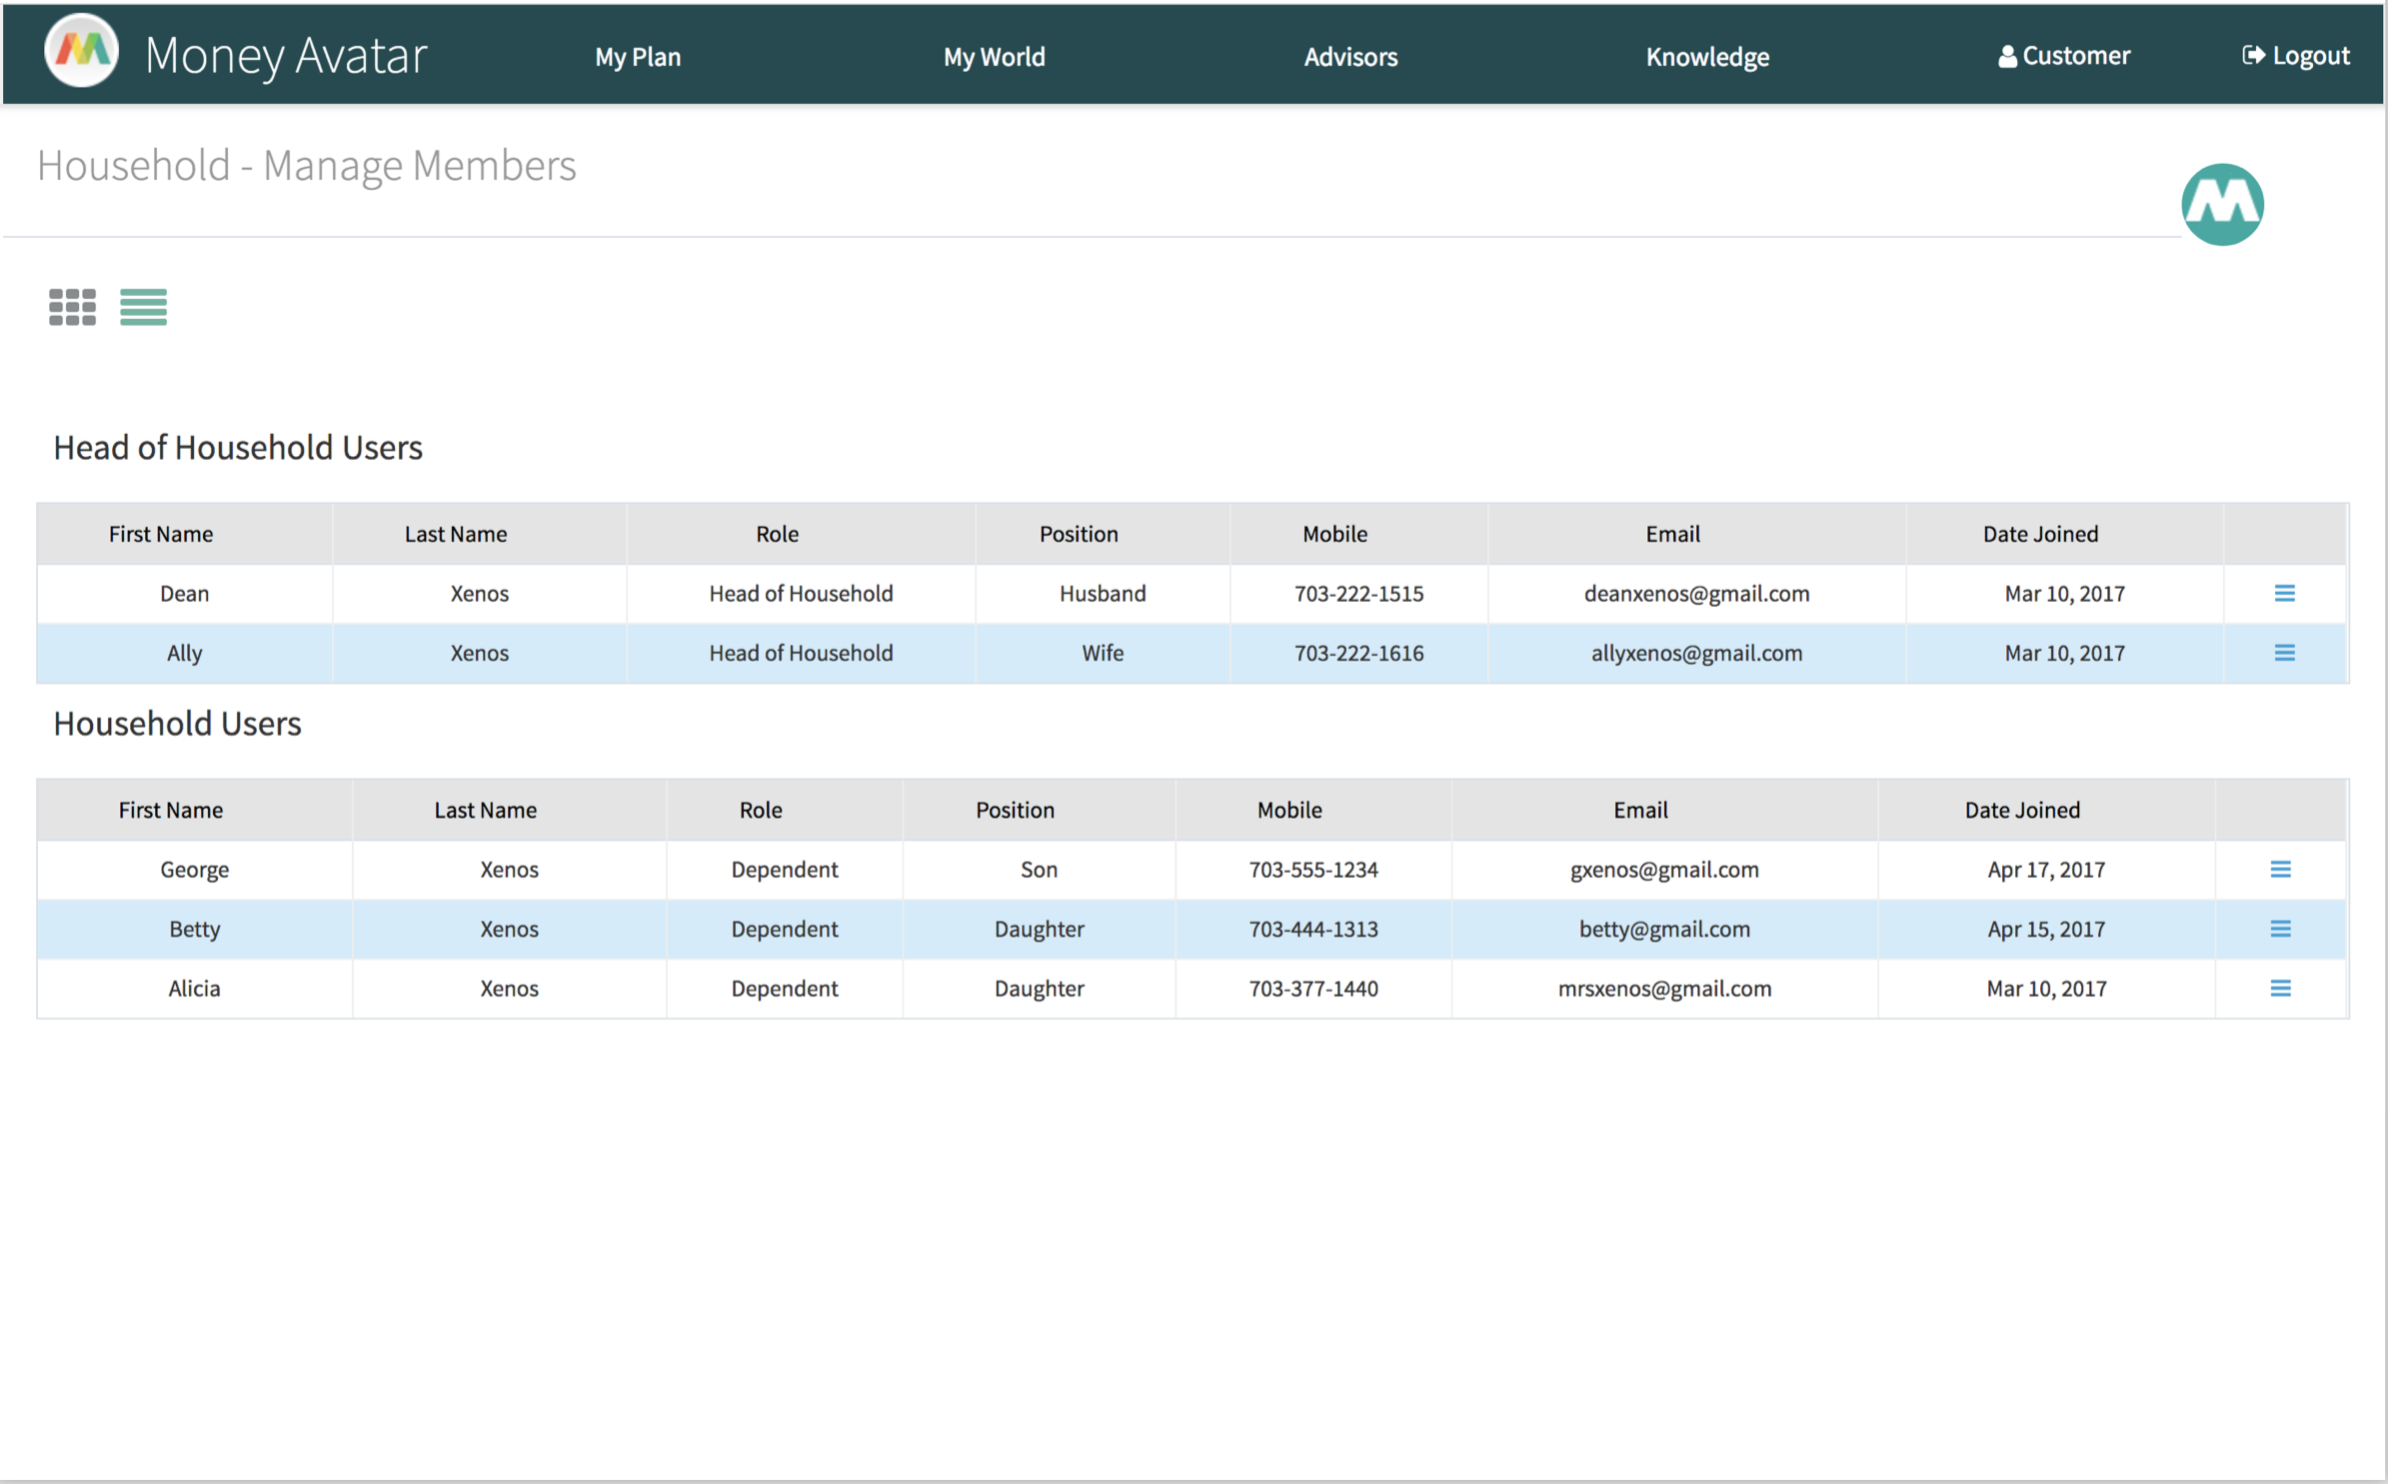 Money Avatar My Plan My World Advisors Knowledge Customer Logout
Household - Manage Members
Head of Household Users
First Name Last Name Role Position Mobile Email Date Joined
Dean Xenos Head of Household Husband 703-222-1515 deanxenos@gmail.com Mar 10, 2017
Ally Xenos Head of Household Wife 703-222-1616 allyxenos@gmail.com Mar 10, 2017
Household Users
First Name Last Name Role Position Mobile Email Date Joined
George Xenos Dependent Son 703-555-1234 gxenos@gmail.com Apr 17, 2017
Betty Xenos Dependent Daughter 703-444-1313 betty@gmail.com Apr 15, 2017
Alicia Xenos Dependent Daughter 703-377-1440 mrsxenos@gmail.com Mar 10, 2017